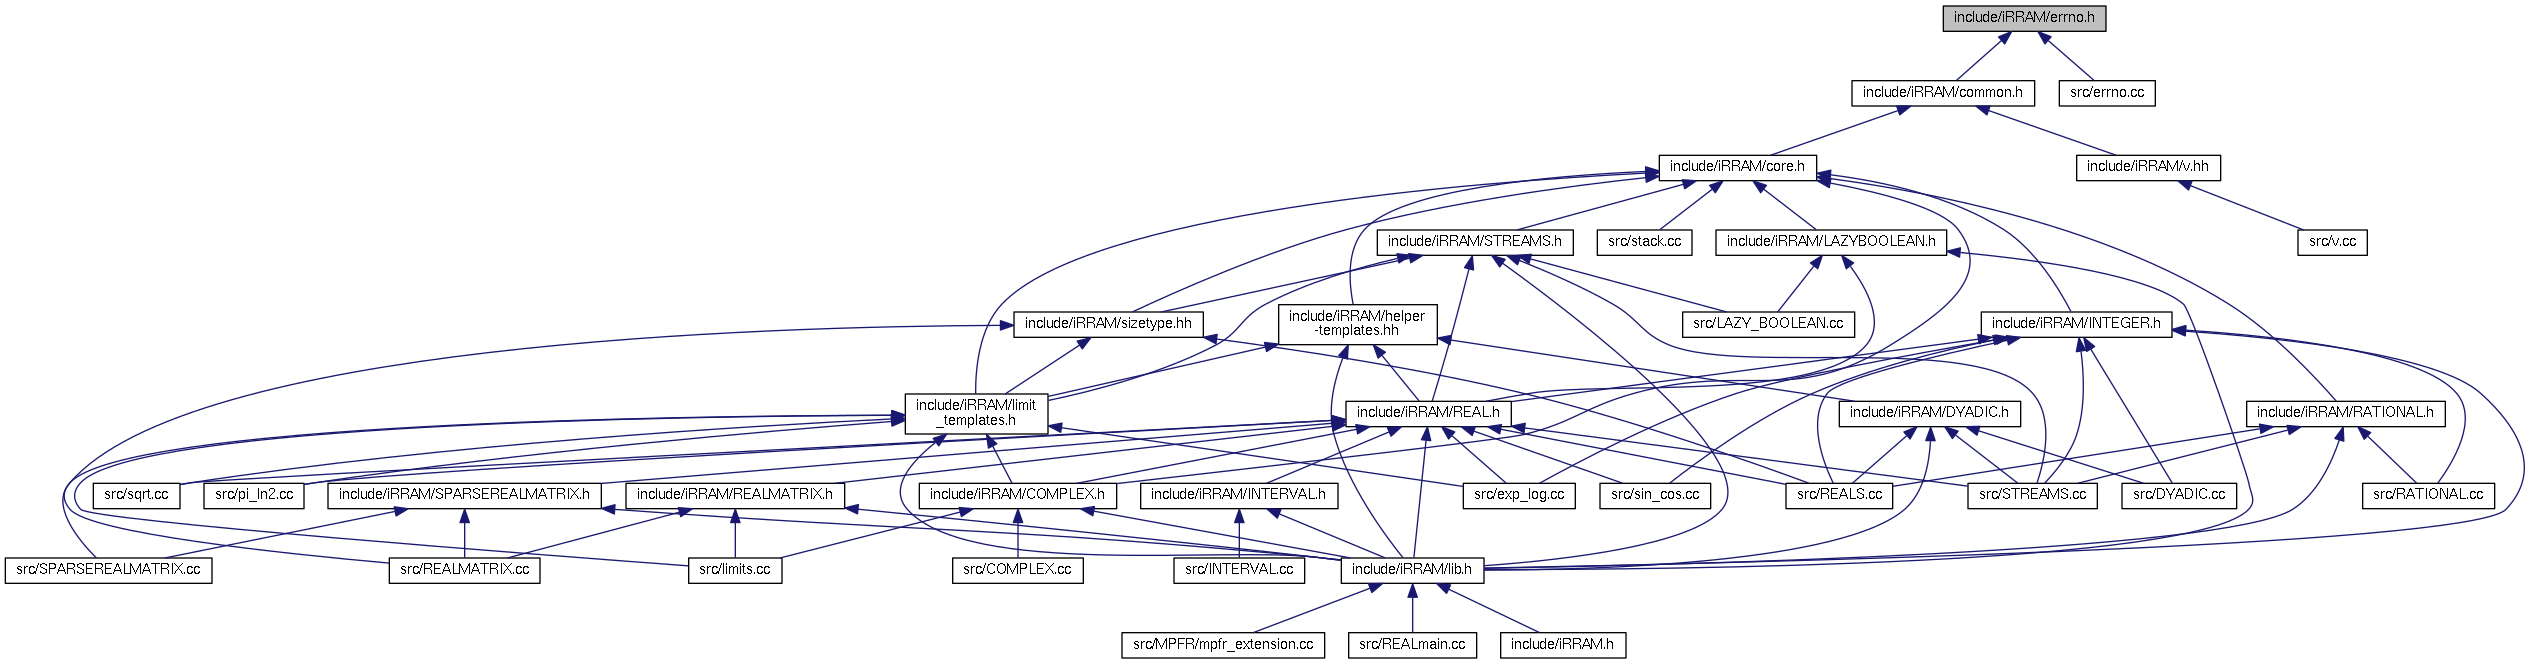 include/iRRAM/errno.h
include/iRRAM/common.h
src/errno.cc
include/iRRAM/core.h
include/iRRAM/v.hh
include/iRRAM/STREAMS.h
src/stack.cc
include/iRRAM/LAZYBOOLEAN.h
src/v.cc
include/iRRAM/sizetype.hh
include/iRRAM/helper
-templates.hh
src/LAZY_BOOLEAN.cc
include/iRRAM/INTEGER.h
include/iRRAM/limit
_templates.h
include/iRRAM/REAL.h
include/iRRAM/DYADIC.h
include/iRRAM/RATIONAL.h
src/sqrt.cc
src/pi_ln2.cc
include/iRRAM/SPARSEREALMATRIX.h
include/iRRAM/REALMATRIX.h
include/iRRAM/COMPLEX.h
include/iRRAM/INTERVAL.h
src/exp_log.cc
src/sin_cos.cc
src/REALS.cc
src/STREAMS.cc
src/DYADIC.cc
src/RATIONAL.cc
src/SPARSEREALMATRIX.cc
src/REALMATRIX.cc
src/limits.cc
src/COMPLEX.cc
src/INTERVAL.cc
include/iRRAM/lib.h
src/MPFR/mpfr_extension.cc
src/REALmain.cc
include/iRRAM.h